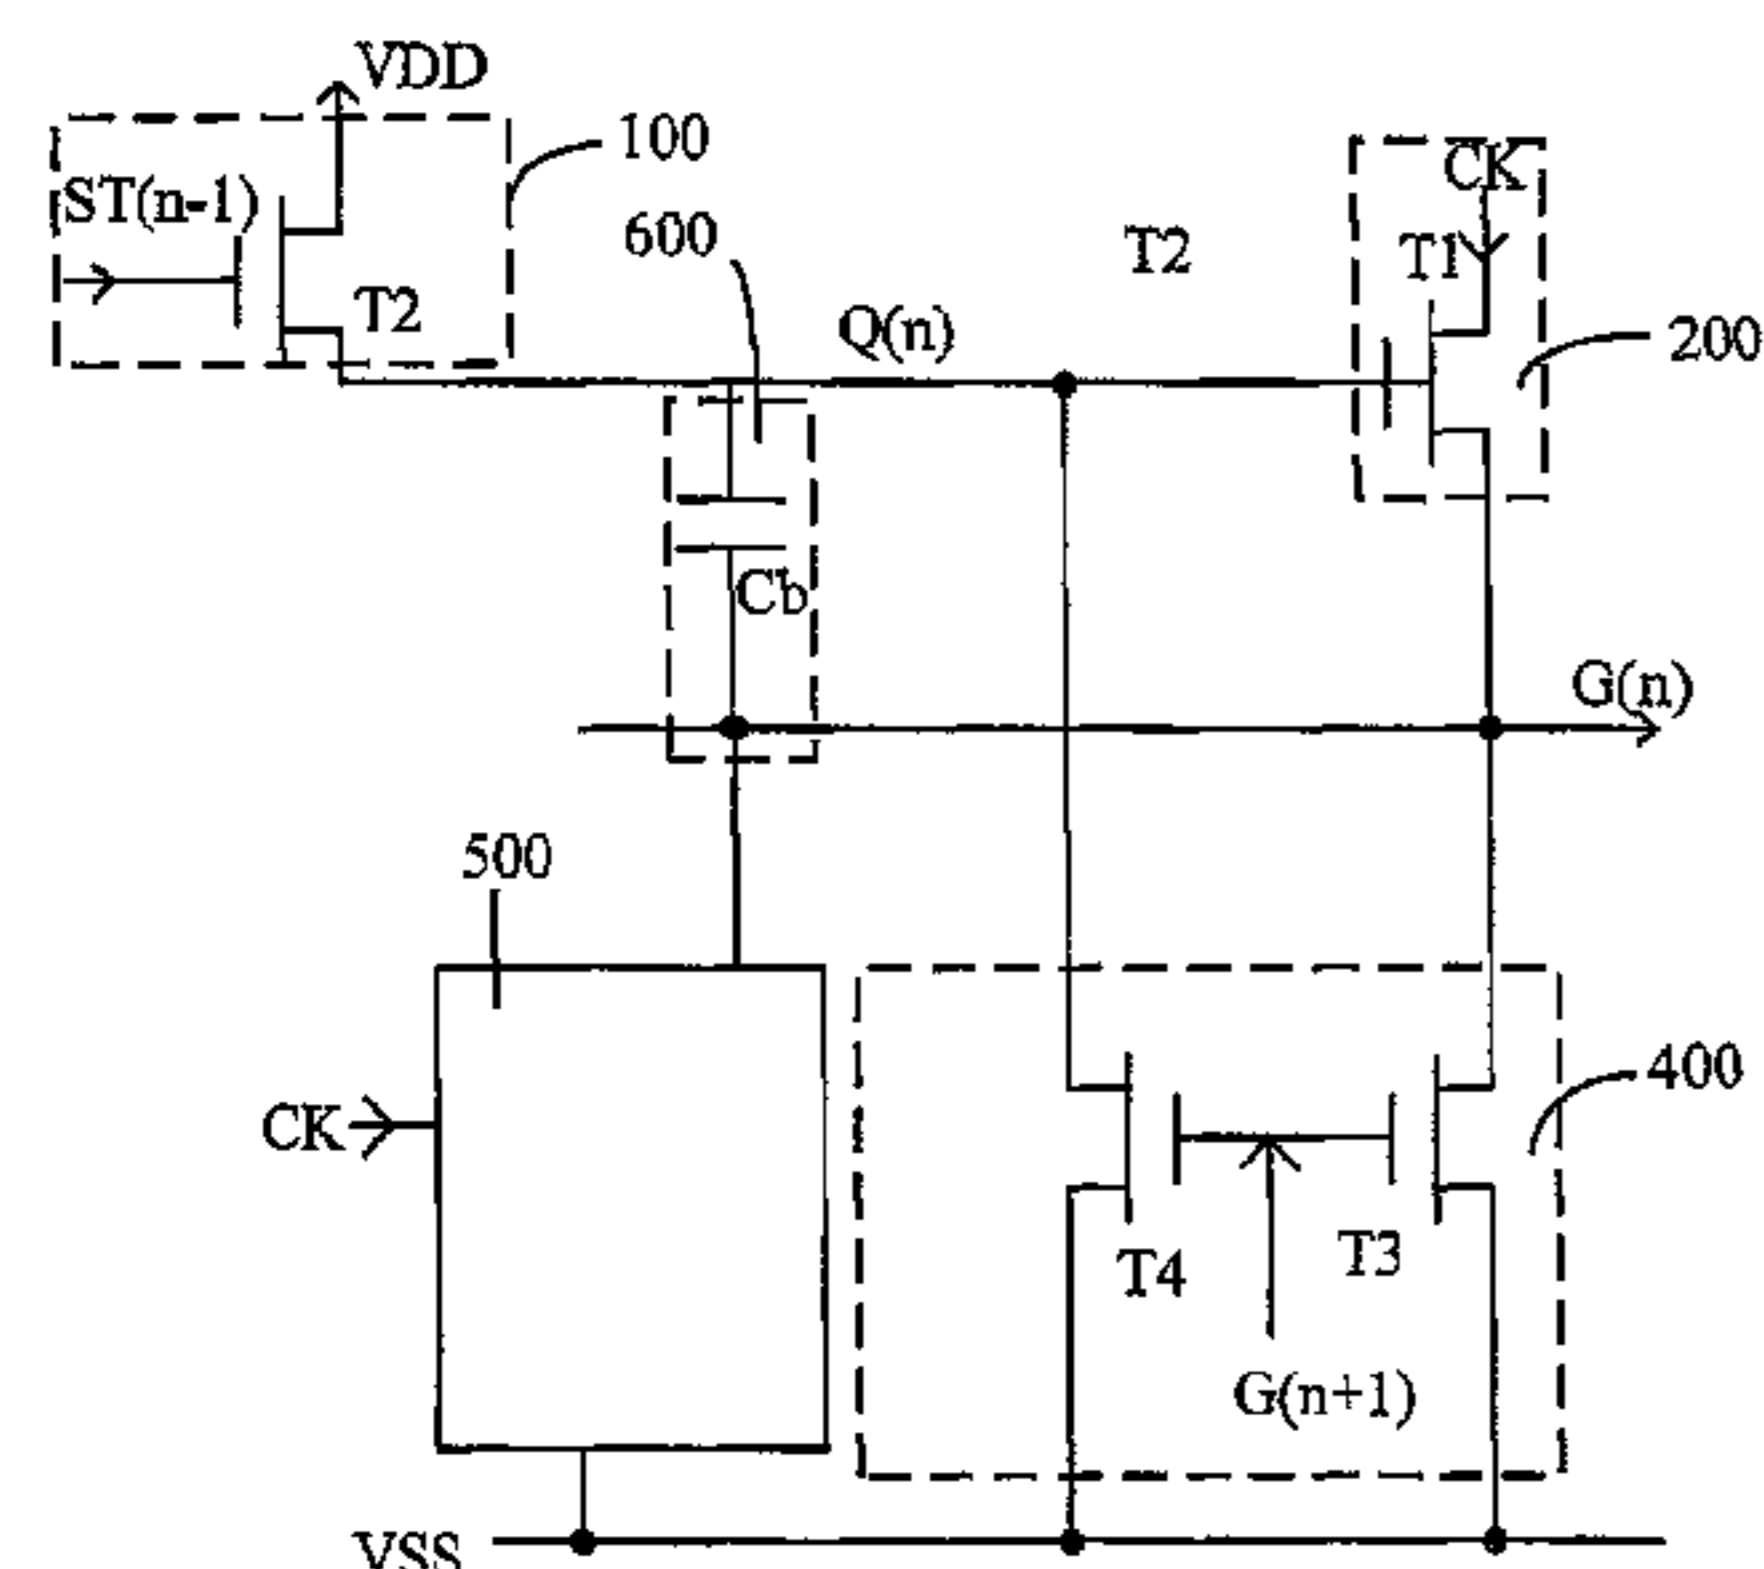 VDD
100
ST(n-1)
600
T2
CK
T1
T2
Q(n)
200
Cb
G(n)
500
CK
400
T4
T3
G(n+1)
VSS